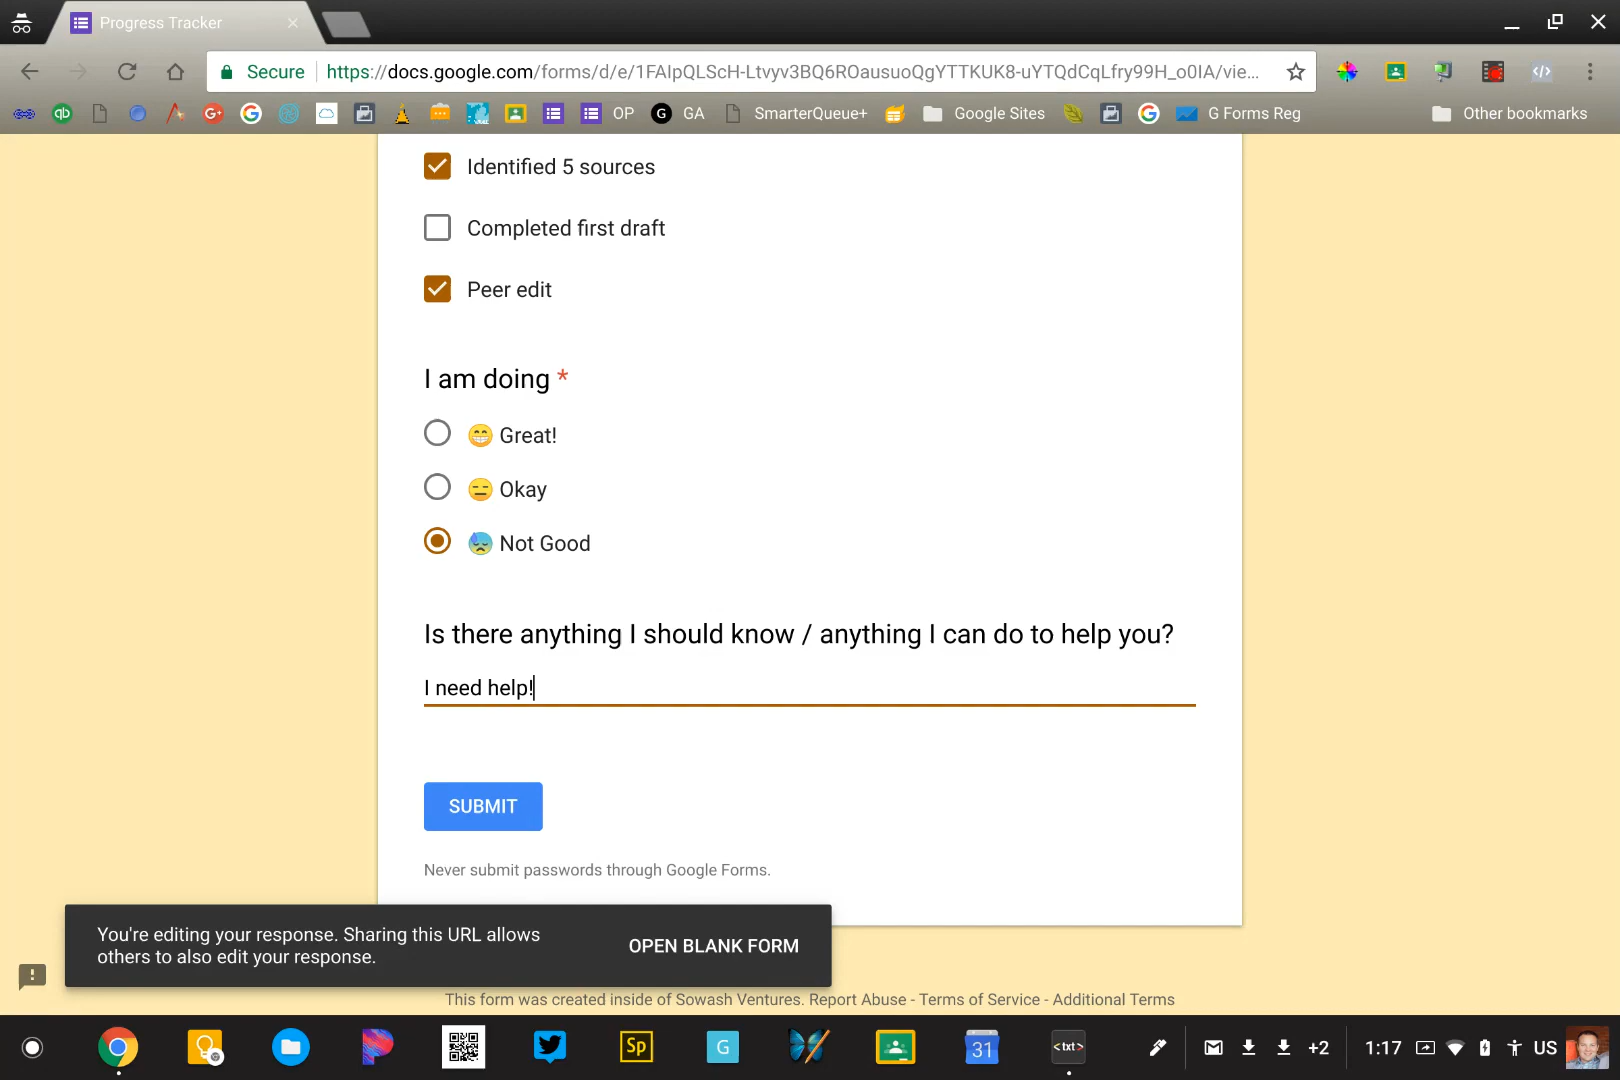 Progress Tracker
Secure https://docs.google.com/forms/d/e/1FAIpQLScH-Ltvyv3BQ6ROausuoQgYTTKUK8-uYTQdCqLfry99H_o0IA/vie...
qb G+ G OP G GA SmarterQueue+ Google Sites G G Forms Reg Other bookmarks
Identified 5 sources
Completed first draft
Peer edit
I am doing *
😁 Great!
😑 Okay
😓 Not Good
Is there anything I should know / anything I can do to help you?
I need help!
SUBMIT
Never submit passwords through Google Forms.
You're editing your response. Sharing this URL allows
others to also edit your response.
OPEN BLANK FORM
This form was created inside of Sowash Ventures. Report Abuse - Terms of Service - Additional Terms
Sp G 31 <txt> +2 1:17 US